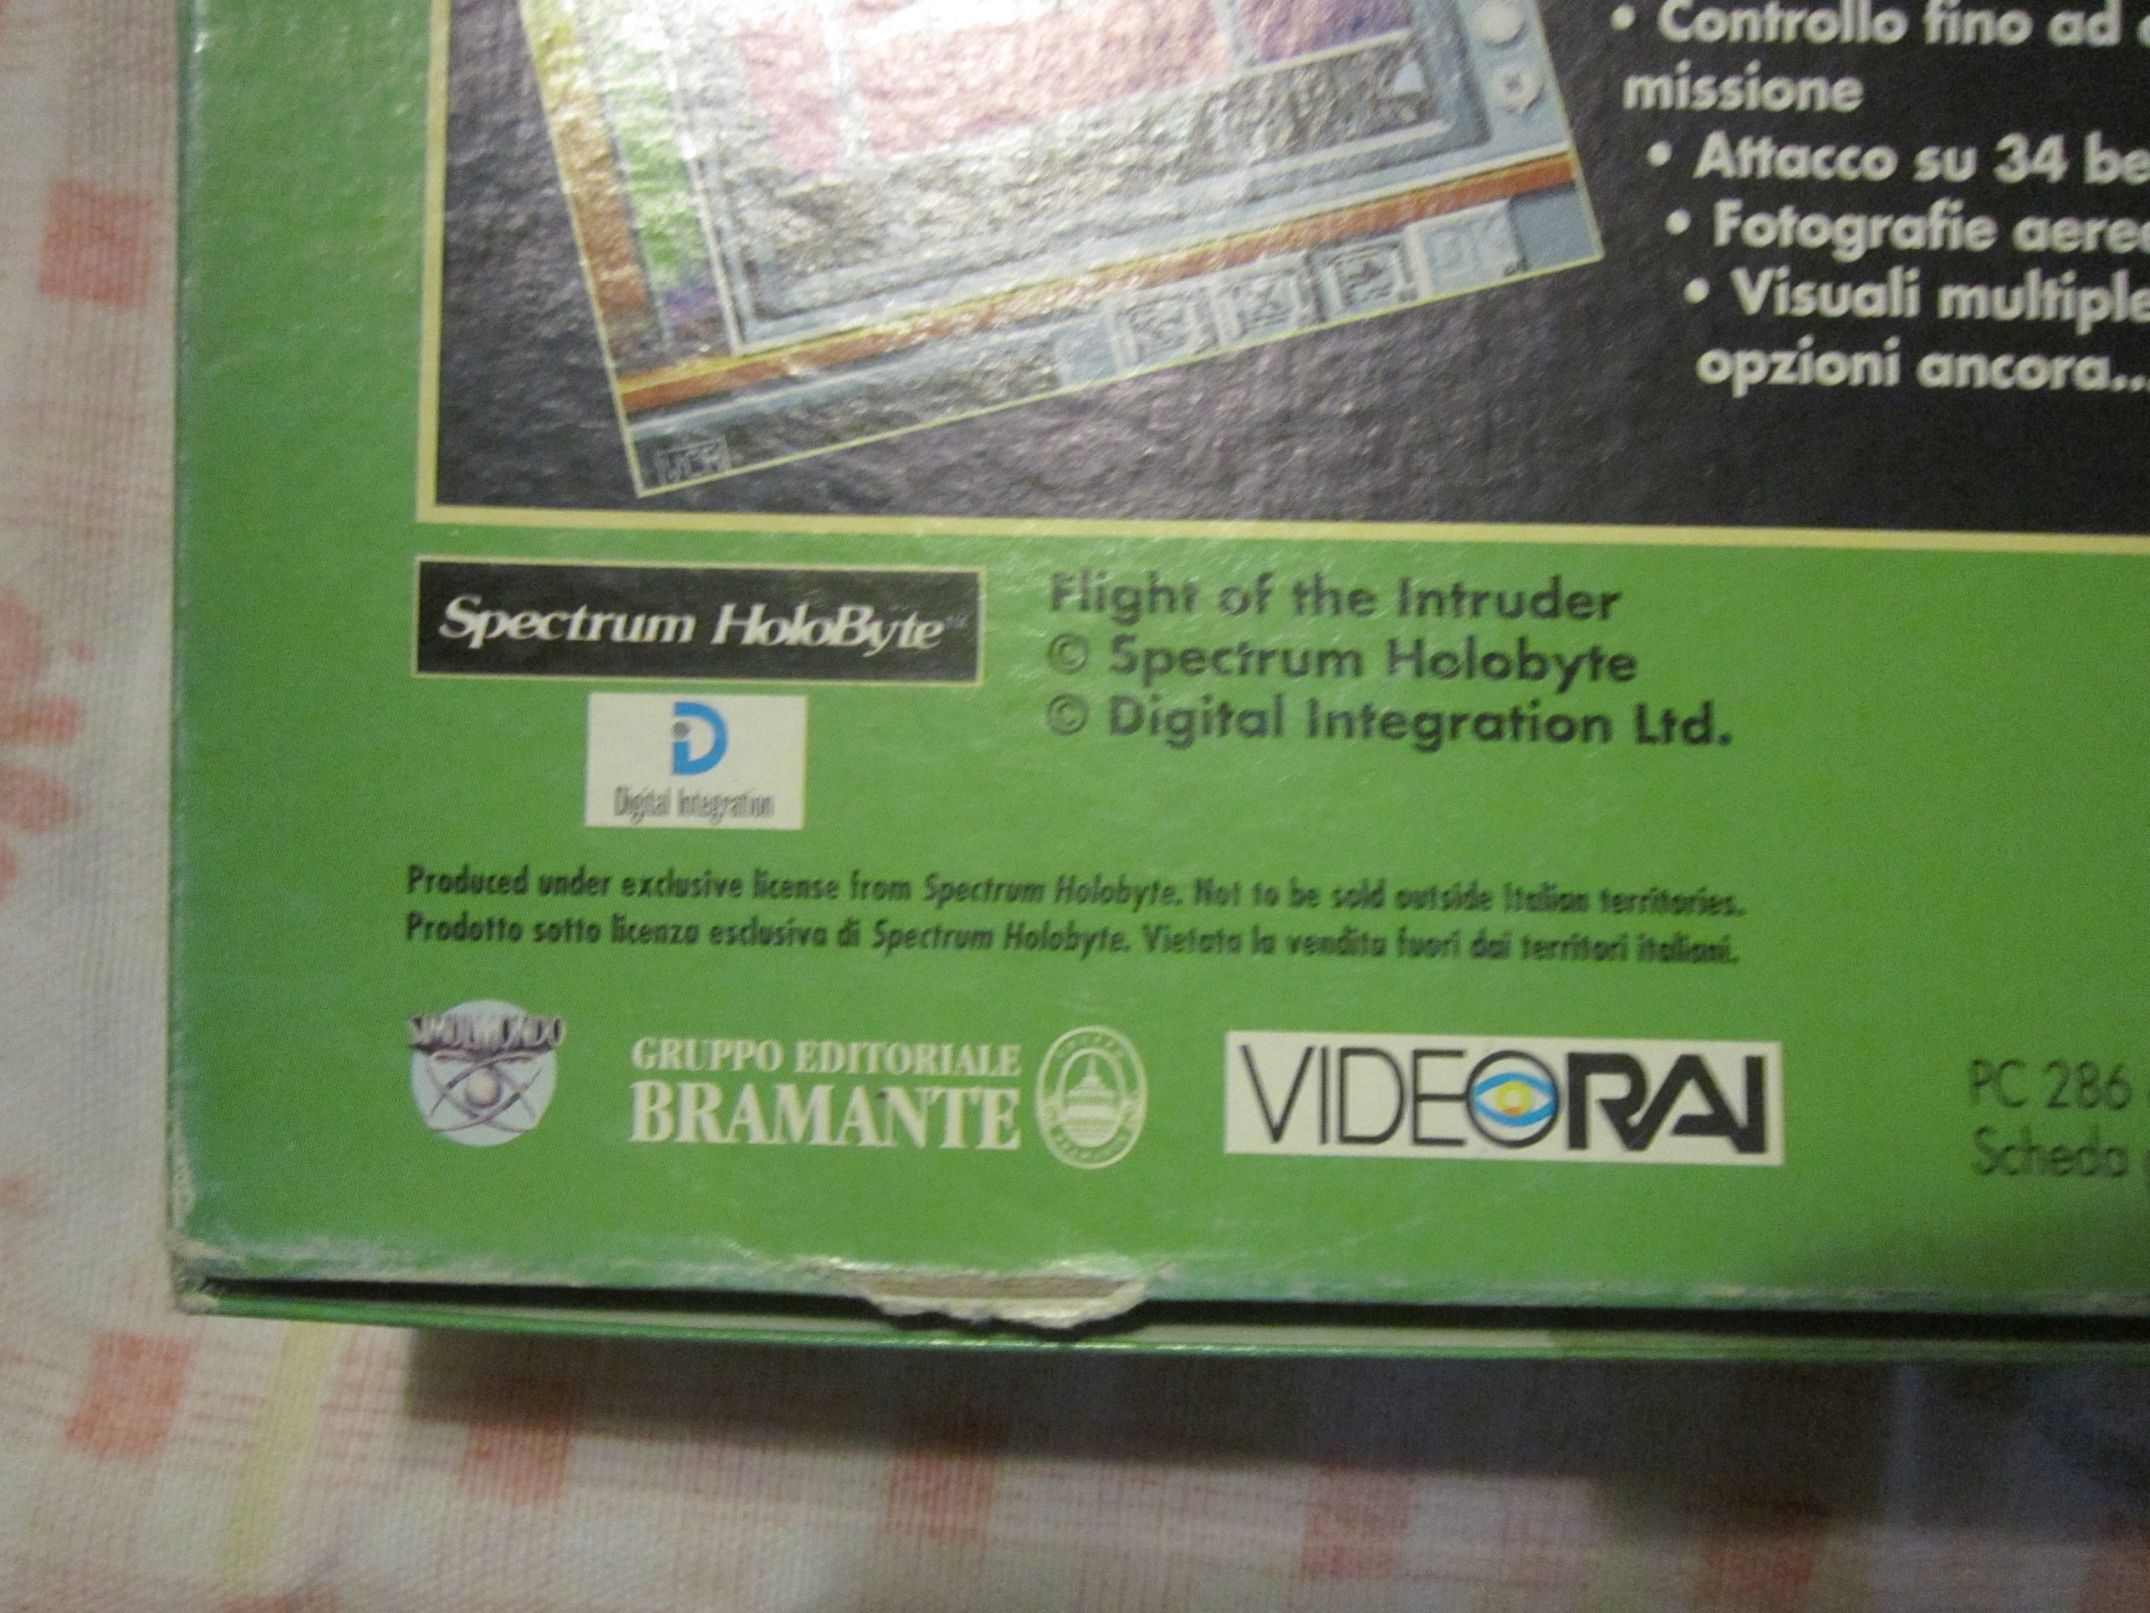 • Controllo fino ad
missione
• Attacco su 34
• Fotografie
• Visuali multiple
opzioni ancora...
OK
Spectrum HoloByte
Flight of the Intruder
© Spectrum Holobyte
© Digital Integration Ltd.
Digital Integration
Produced under exclusive license from Spectrum Holobyte. Not to be sold outside Italian territories.
Prodotto sotto licenza esclusiva di Spectrum Holobyte. Vietata la vendita fuori dai territori italiani.
SIMULMONDO
GRUPPO EDITORIALE
BRAMANTE
VIDEORAI
PC 286
Scheda